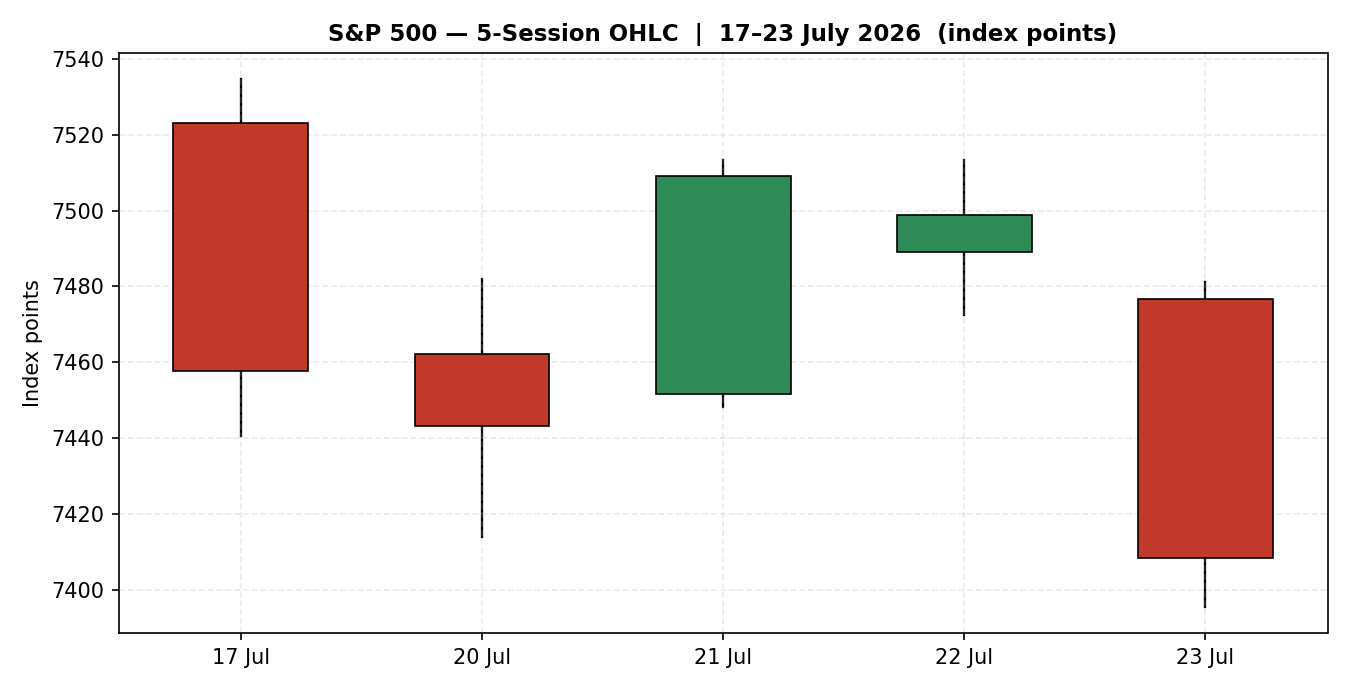 S&P 500 — 5-Session OHLC | 17–23 July 2026 (index points)
Index points
7540
7520
7500
7480
7460
7440
7420
7400
17 Jul
20 Jul
21 Jul
22 Jul
23 Jul